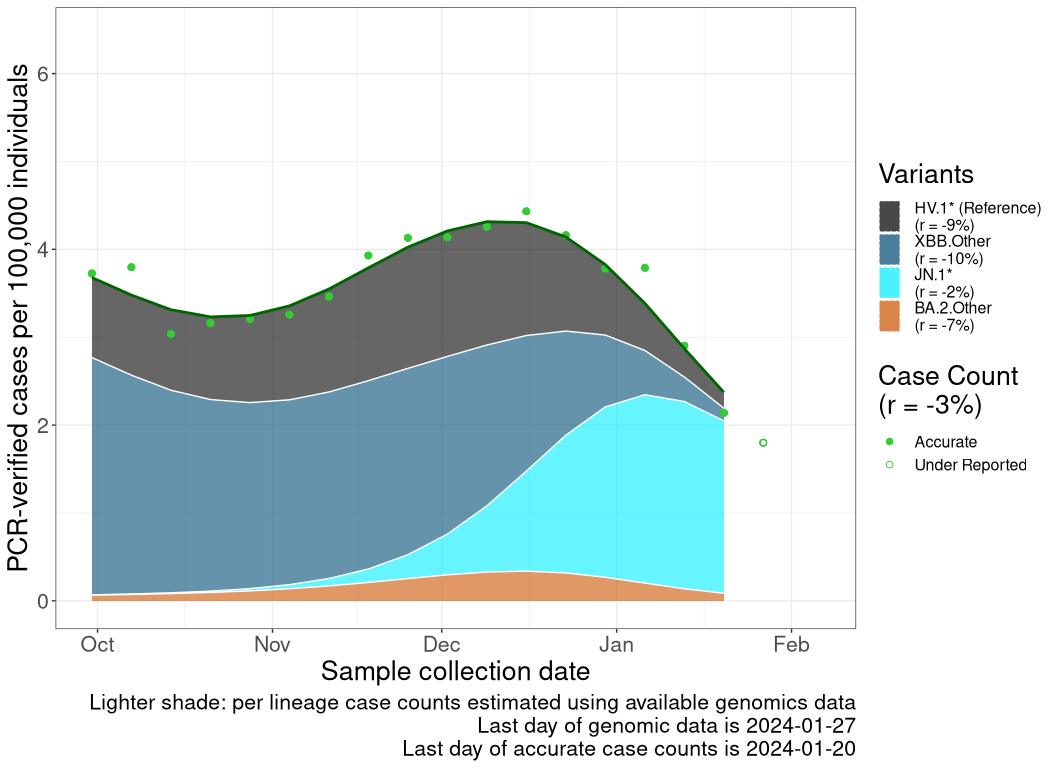 PCR-verified cases per 100,000 individuals
6
4
2
0
Oct Nov Dec Jan Feb
Sample collection date
Lighter shade: per lineage case counts estimated using available genomics data
Last day of genomic data is 2024-01-27
Last day of accurate case counts is 2024-01-20
Variants
HV.1* (Reference)
(r = -9%)
XBB.Other
(r = -10%)
JN.1*
(r = -2%)
BA.2.Other
(r = -7%)
Case Count
(r = -3%)
Accurate
Under Reported